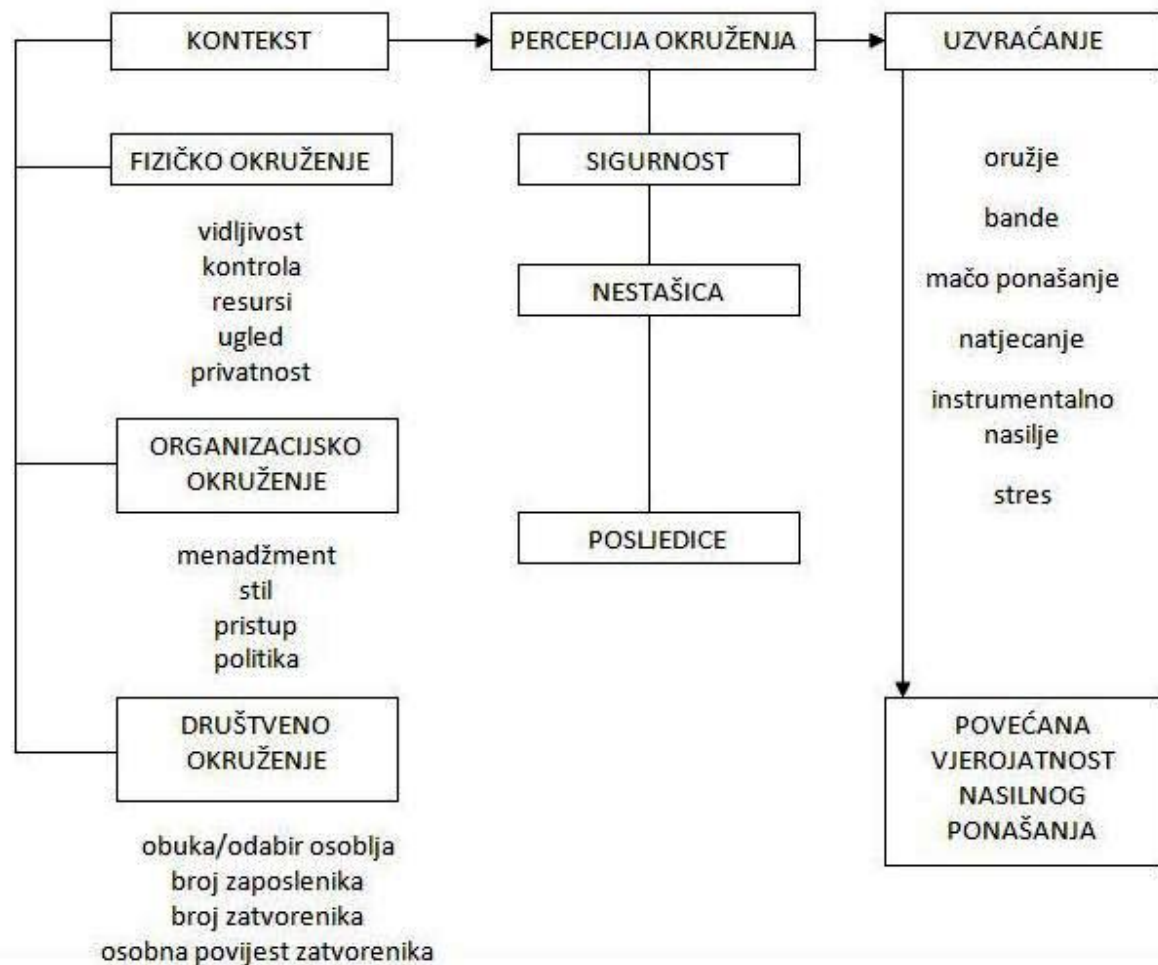 KONTEKST
FIZIČKO OKRUŽENJE
vidljivost
kontrola
resursi
ugled
privatnost
ORGANIZACIJSKO
OKRUŽENJE
menadžment
stil
pristup
politika
DRUŠTVENO
OKRUŽENJE
obuka/odabir osoblja
broj zaposlenika
broj zatvorenika
osobna povijest zatvorenika
PERCEPCIJA OKRUŽENJA
SIGURNOST
NESTAŠICA
POSLJEDICE
UZVRAĆANJE
oružje
bande
mačo ponašanje
natjecanje
instrumentalno
nasilje
stres
POVEĆANA
VJEROJATNOST
NASILNOG
PONAŠANJA